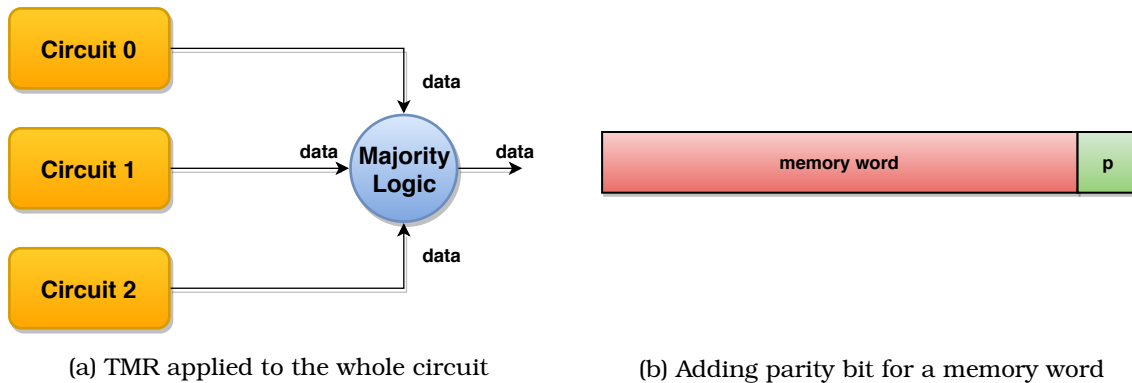 Circuit 0
data
Circuit 1
data
Majority
Logic
data
Circuit 2
data
(a) TMR applied to the whole circuit
memory word
p
(b) Adding parity bit for a memory word